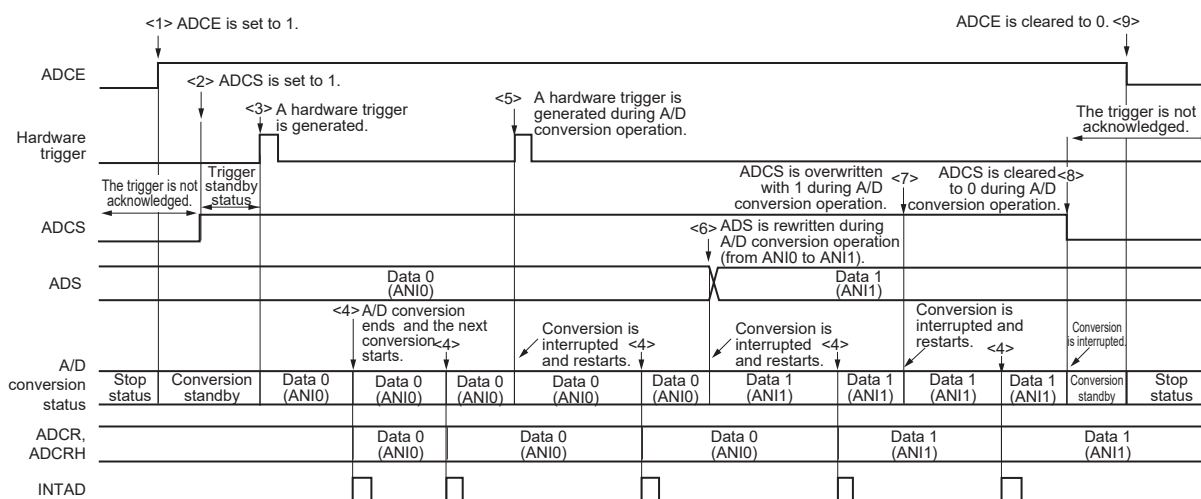 <1> ADCE is set to 1.
ADCE is cleared to 0. <9>
ADCE
<2> ADCS is set to 1.
<3> A hardware trigger
is generated.
<5> A hardware trigger is
generated during A/D
conversion operation.
The trigger is not
acknowledged.
Hardware
trigger
The trigger is not
acknowledged.
Trigger
standby
status
ADCS is overwritten
with 1 during A/D
conversion operation.
<7>
ADCS is cleared
to 0 during A/D
conversion operation.
<8>
ADCS
<6> ADS is rewritten during
A/D conversion operation
(from ANI0 to ANI1).
ADS
Data 0
(ANI0)
Data 1
(ANI1)
<4> A/D conversion
ends and the next
conversion
starts.
<4>
Conversion is
interrupted
and restarts.
<4>
Conversion is
interrupted
and restarts.
<4>
Conversion is
interrupted and
restarts.
<4>
Conversion
is interrupted.
A/D
conversion
status
Stop
status
Conversion
standby
Data 0
(ANI0)
Data 0
(ANI0)
Data 0
(ANI0)
Data 0
(ANI0)
Data 0
(ANI0)
Data 1
(ANI1)
Data 1
(ANI1)
Data 1
(ANI1)
Data 1
(ANI1)
Conversion
standby
Stop
status
ADCR,
ADCRH
Data 0
(ANI0)
Data 0
(ANI0)
Data 0
(ANI0)
Data 1
(ANI1)
Data 1
(ANI1)
INTAD